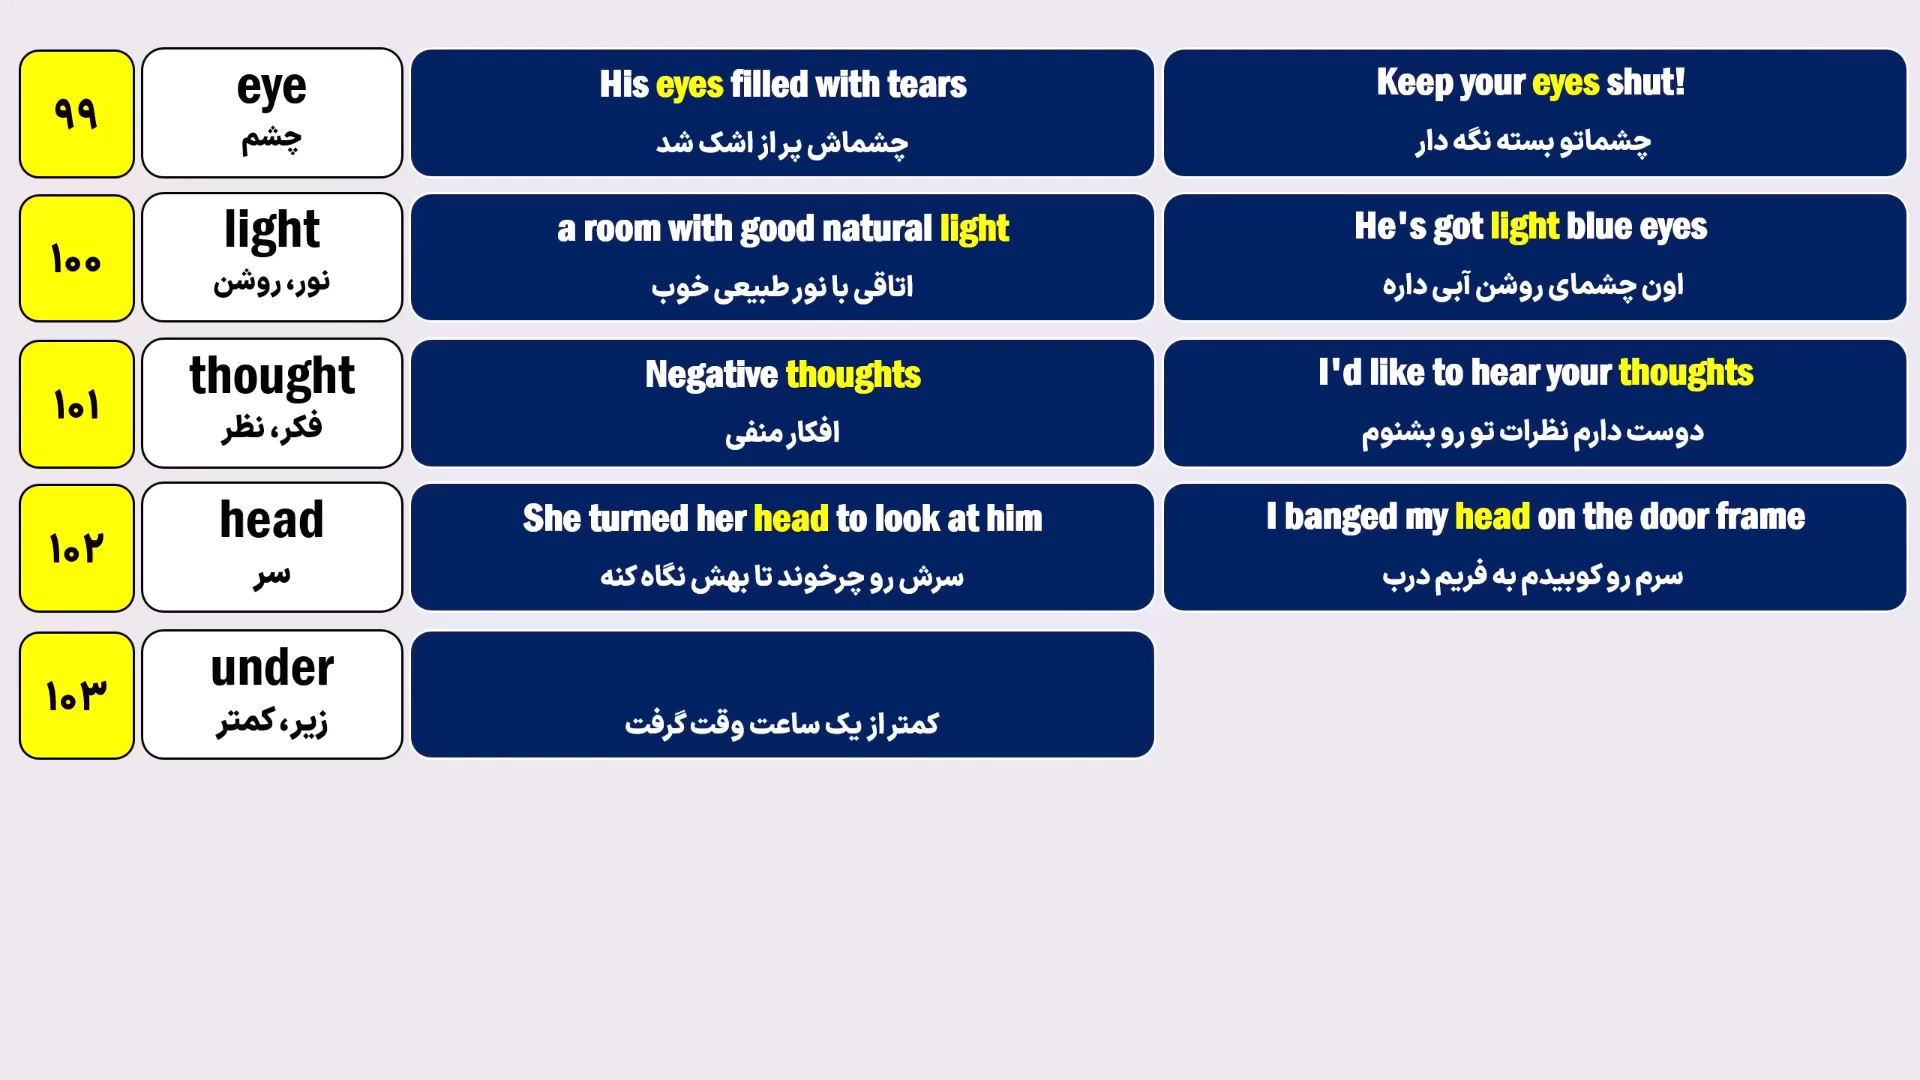 ۹۹
eye
چشم
His eyes filled with tears
چشماش پر از اشک شد
Keep your eyes shut!
چشماتو بسته نگه دار
۱۰۰
light
نور، روشن
a room with good natural light
اتاقی با نور طبیعی خوب
He's got light blue eyes
اون چشمای روشن آبی داره
۱۰۱
thought
فکر، نظر
Negative thoughts
افکار منفی
I'd like to hear your thoughts
دوست دارم نظرات تو رو بشنوم
۱۰۲
head
سر
She turned her head to look at him
سرش رو چرخوند تا بهش نگاه کنه
I banged my head on the door frame
سرم رو کوبیدم به فریم درب
۱۰۳
under
زیر، کمتر
کمتر از یک ساعت وقت گرفت